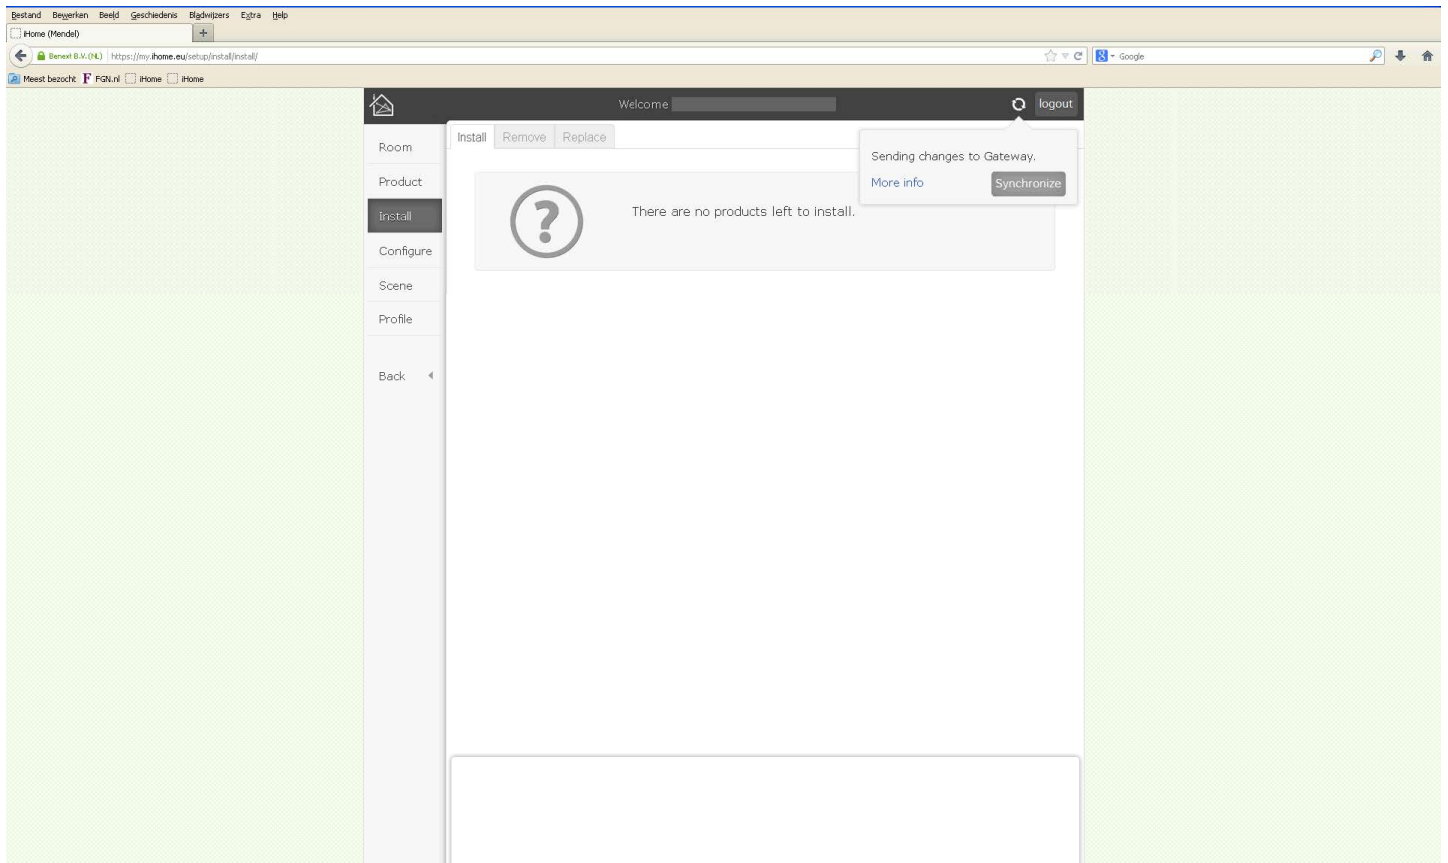 Bestand Bewerken Beeld Geschiedenis Bladwijzers Extra Help
iHome (Mendel) +
Benext B.V. (NL) https://my.ihome.eu/setup/install/install/ Google
Meest bezocht F FGN.nl iHome iHome
Welcome logout
Install Remove Replace
Room
Product
Install
Configure
Scene
Profile
Back
Sending changes to Gateway.
More info Synchronize
? There are no products left to install.